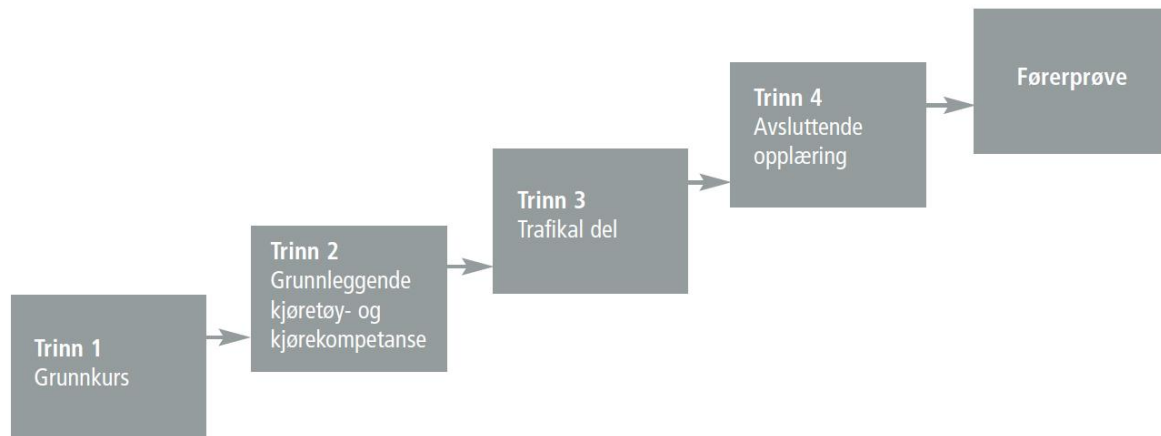 Trinn 1
Grunnkurs
Trinn 2
Grunnleggende
kjøretøy- og
kjørekompetanse
Trinn 3
Trafikal del
Trinn 4
Avsluttende
opplæring
Førerprøve